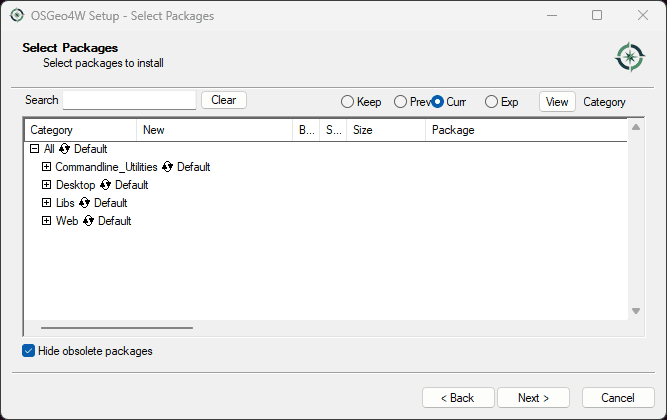 OSGeo4W Setup - Select Packages
Select Packages
Select packages to install
Search Clear Keep Prev Curr Exp View Category
Category New B... S... Size Package
All Default
Commandline_Utilities Default
Desktop Default
Libs Default
Web Default
Hide obsolete packages
< Back Next > Cancel